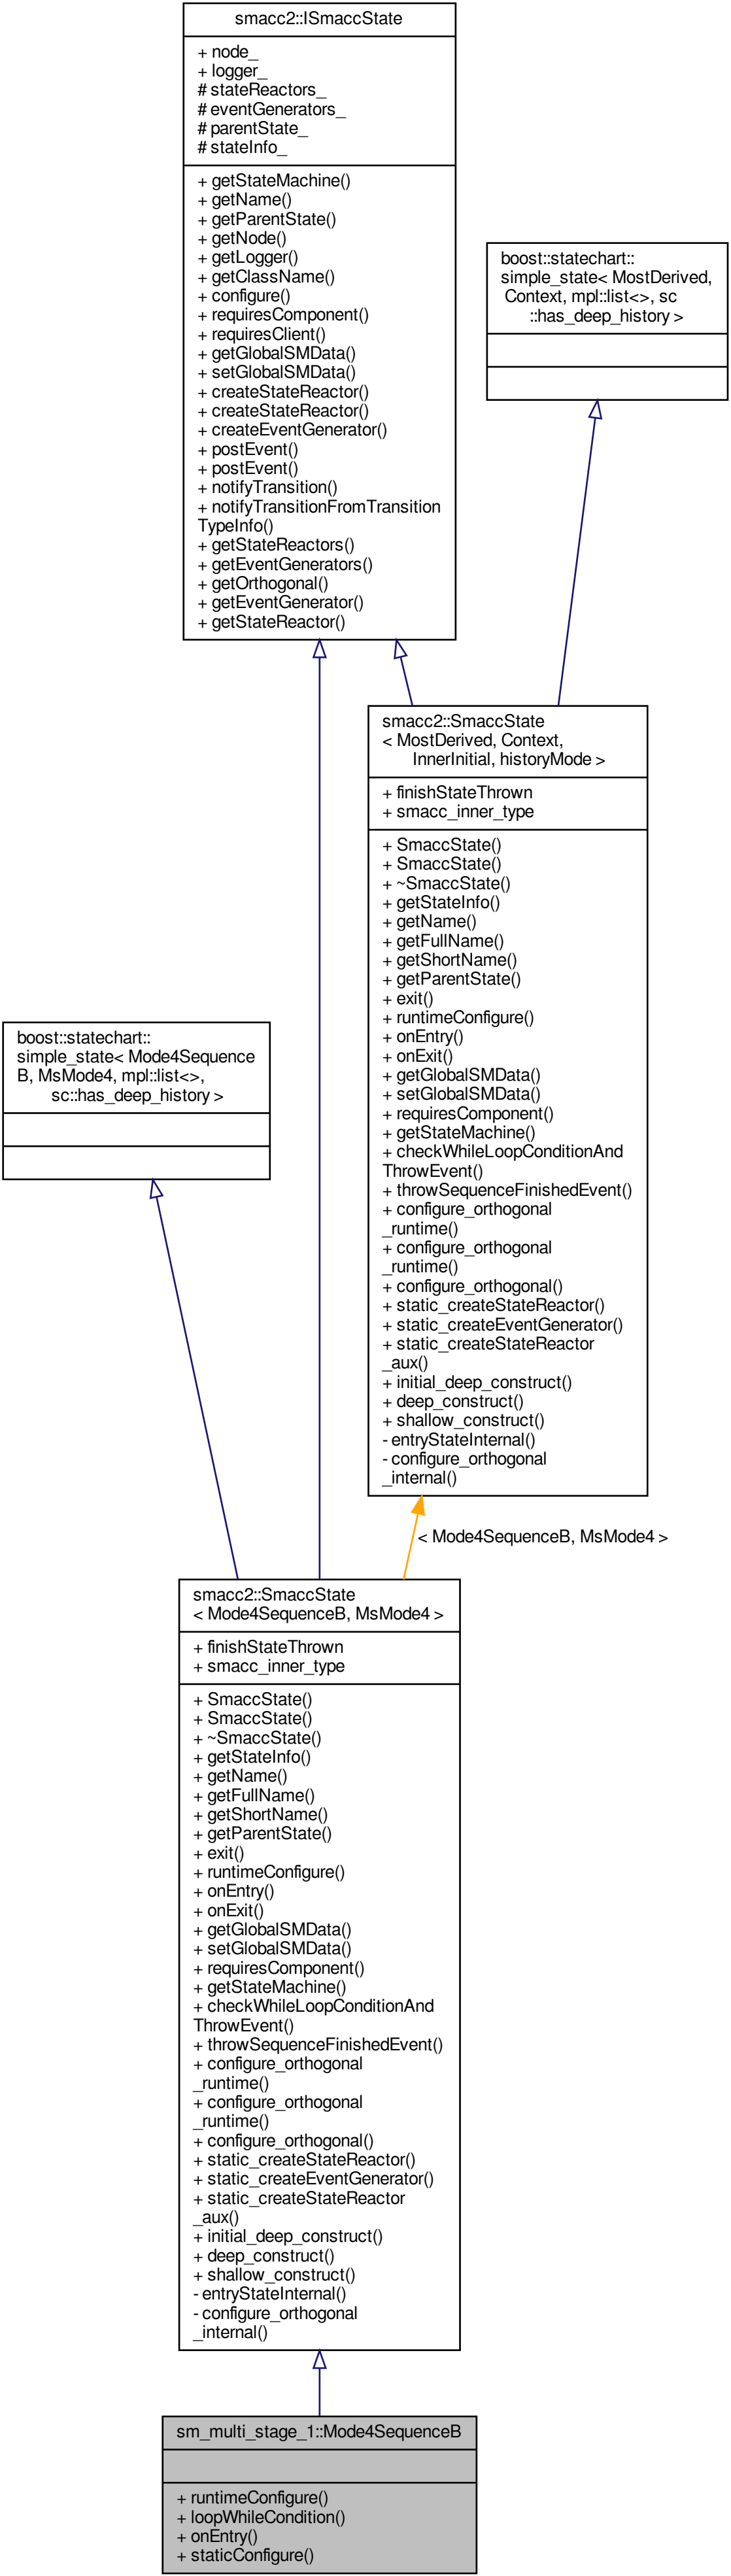 smacc2::ISmaccState
+ node_
+ logger_
# stateReactors_
# eventGenerators_
# parentState_
# stateInfo_
+ getStateMachine()
+ getName()
+ getParentState()
+ getNode()
+ getLogger()
+ getClassName()
+ configure()
+ requiresComponent()
+ requiresClient()
+ getGlobalSMData()
+ setGlobalSMData()
+ createStateReactor()
+ createStateReactor()
+ createEventGenerator()
+ postEvent()
+ postEvent()
+ notifyTransition()
+ notifyTransitionFromTransition
TypeInfo()
+ getStateReactors()
+ getEventGenerators()
+ getOrthogonal()
+ getEventGenerator()
+ getStateReactor()
boost::statechart::
simple_state< MostDerived,
Context, mpl::list<>, sc
::has_deep_history >
smacc2::SmaccState
< MostDerived, Context,
InnerInitial, historyMode >
+ finishStateThrown
+ smacc_inner_type
+ SmaccState()
+ SmaccState()
+ ~SmaccState()
+ getStateInfo()
+ getName()
+ getFullName()
+ getShortName()
+ getParentState()
+ exit()
+ runtimeConfigure()
+ onEntry()
+ onExit()
+ getGlobalSMData()
+ setGlobalSMData()
+ requiresComponent()
+ getStateMachine()
+ checkWhileLoopConditionAnd
ThrowEvent()
+ throwSequenceFinishedEvent()
+ configure_orthogonal
_runtime()
+ configure_orthogonal
_runtime()
+ configure_orthogonal()
+ static_createStateReactor()
+ static_createEventGenerator()
+ static_createStateReactor
_aux()
+ initial_deep_construct()
+ deep_construct()
+ shallow_construct()
- entryStateInternal()
- configure_orthogonal
_internal()
boost::statechart::
simple_state< Mode4Sequence
B, MsMode4, mpl::list<>,
sc::has_deep_history >
< Mode4SequenceB, MsMode4 >
smacc2::SmaccState
< Mode4SequenceB, MsMode4 >
+ finishStateThrown
+ smacc_inner_type
+ SmaccState()
+ SmaccState()
+ ~SmaccState()
+ getStateInfo()
+ getName()
+ getFullName()
+ getShortName()
+ getParentState()
+ exit()
+ runtimeConfigure()
+ onEntry()
+ onExit()
+ getGlobalSMData()
+ setGlobalSMData()
+ requiresComponent()
+ getStateMachine()
+ checkWhileLoopConditionAnd
ThrowEvent()
+ throwSequenceFinishedEvent()
+ configure_orthogonal
_runtime()
+ configure_orthogonal
_runtime()
+ configure_orthogonal()
+ static_createStateReactor()
+ static_createEventGenerator()
+ static_createStateReactor
_aux()
+ initial_deep_construct()
+ deep_construct()
+ shallow_construct()
- entryStateInternal()
- configure_orthogonal
_internal()
sm_multi_stage_1::Mode4SequenceB
+ runtimeConfigure()
+ loopWhileCondition()
+ onEntry()
+ staticConfigure()